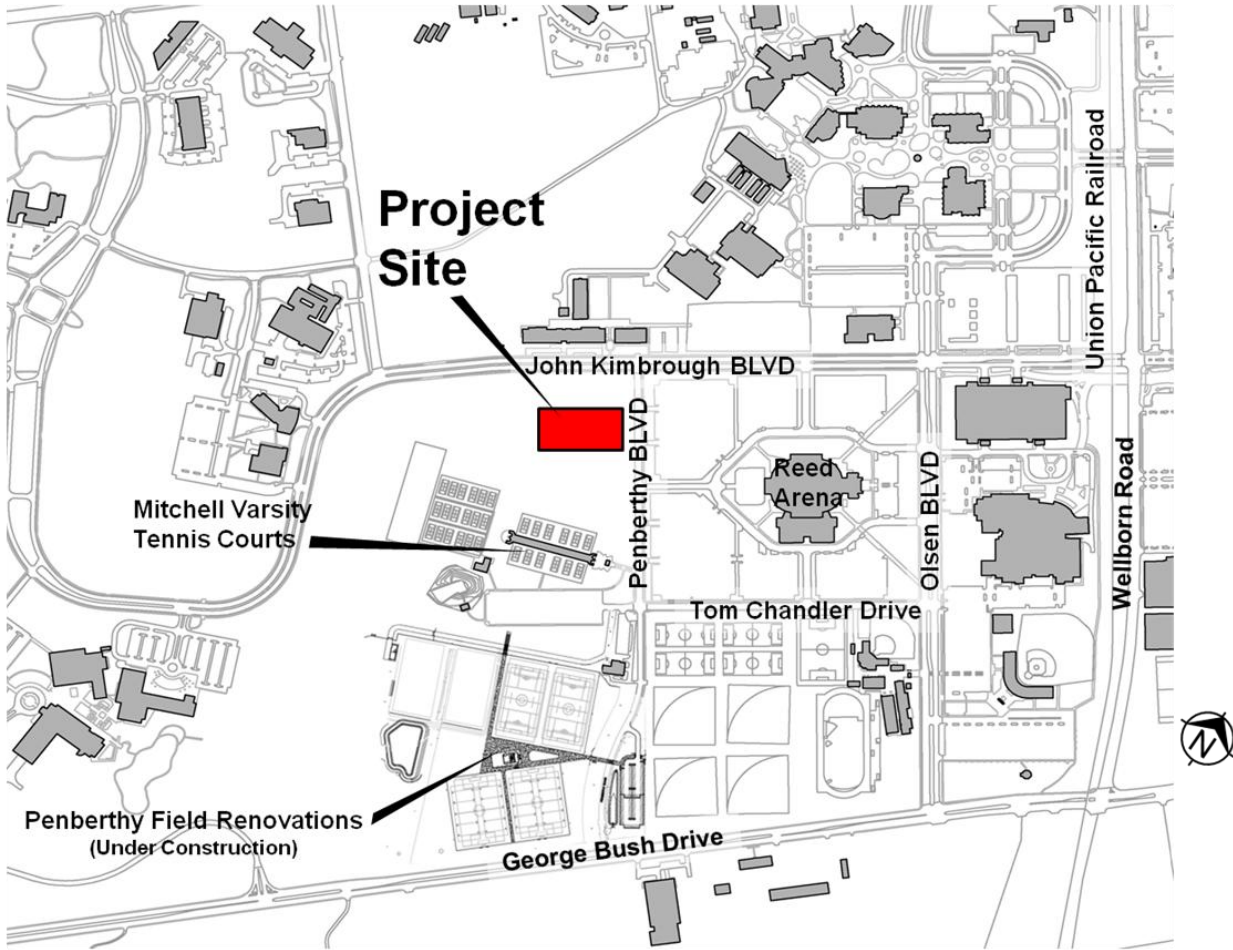 Project
Site
Union Pacific Railroad
John Kimbrough BLVD
Penberthy BLVD
Reed
Arena
Olsen BLVD
Wellborn Road
Mitchell Varsity
Tennis Courts
Tom Chandler Drive
Penberthy Field Renovations
(Under Construction)
George Bush Drive
N